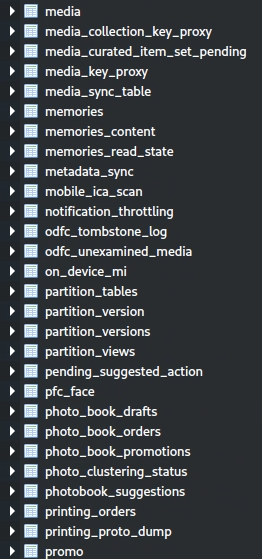 media
media_collection_key_proxy
media_curated_item_set_pending
media_key_proxy
media_sync_table
memories
memories_content
memories_read_state
metadata_sync
mobile_ica_scan
notification_throttling
odfc_tombstone_log
odfc_unexamined_media
on_device_mi
partition_tables
partition_version
partition_versions
partition_views
pending_suggested_action
pfc_face
photo_book_drafts
photo_book_orders
photo_book_promotions
photo_clustering_status
photobook_suggestions
printing_orders
printing_proto_dump
promo